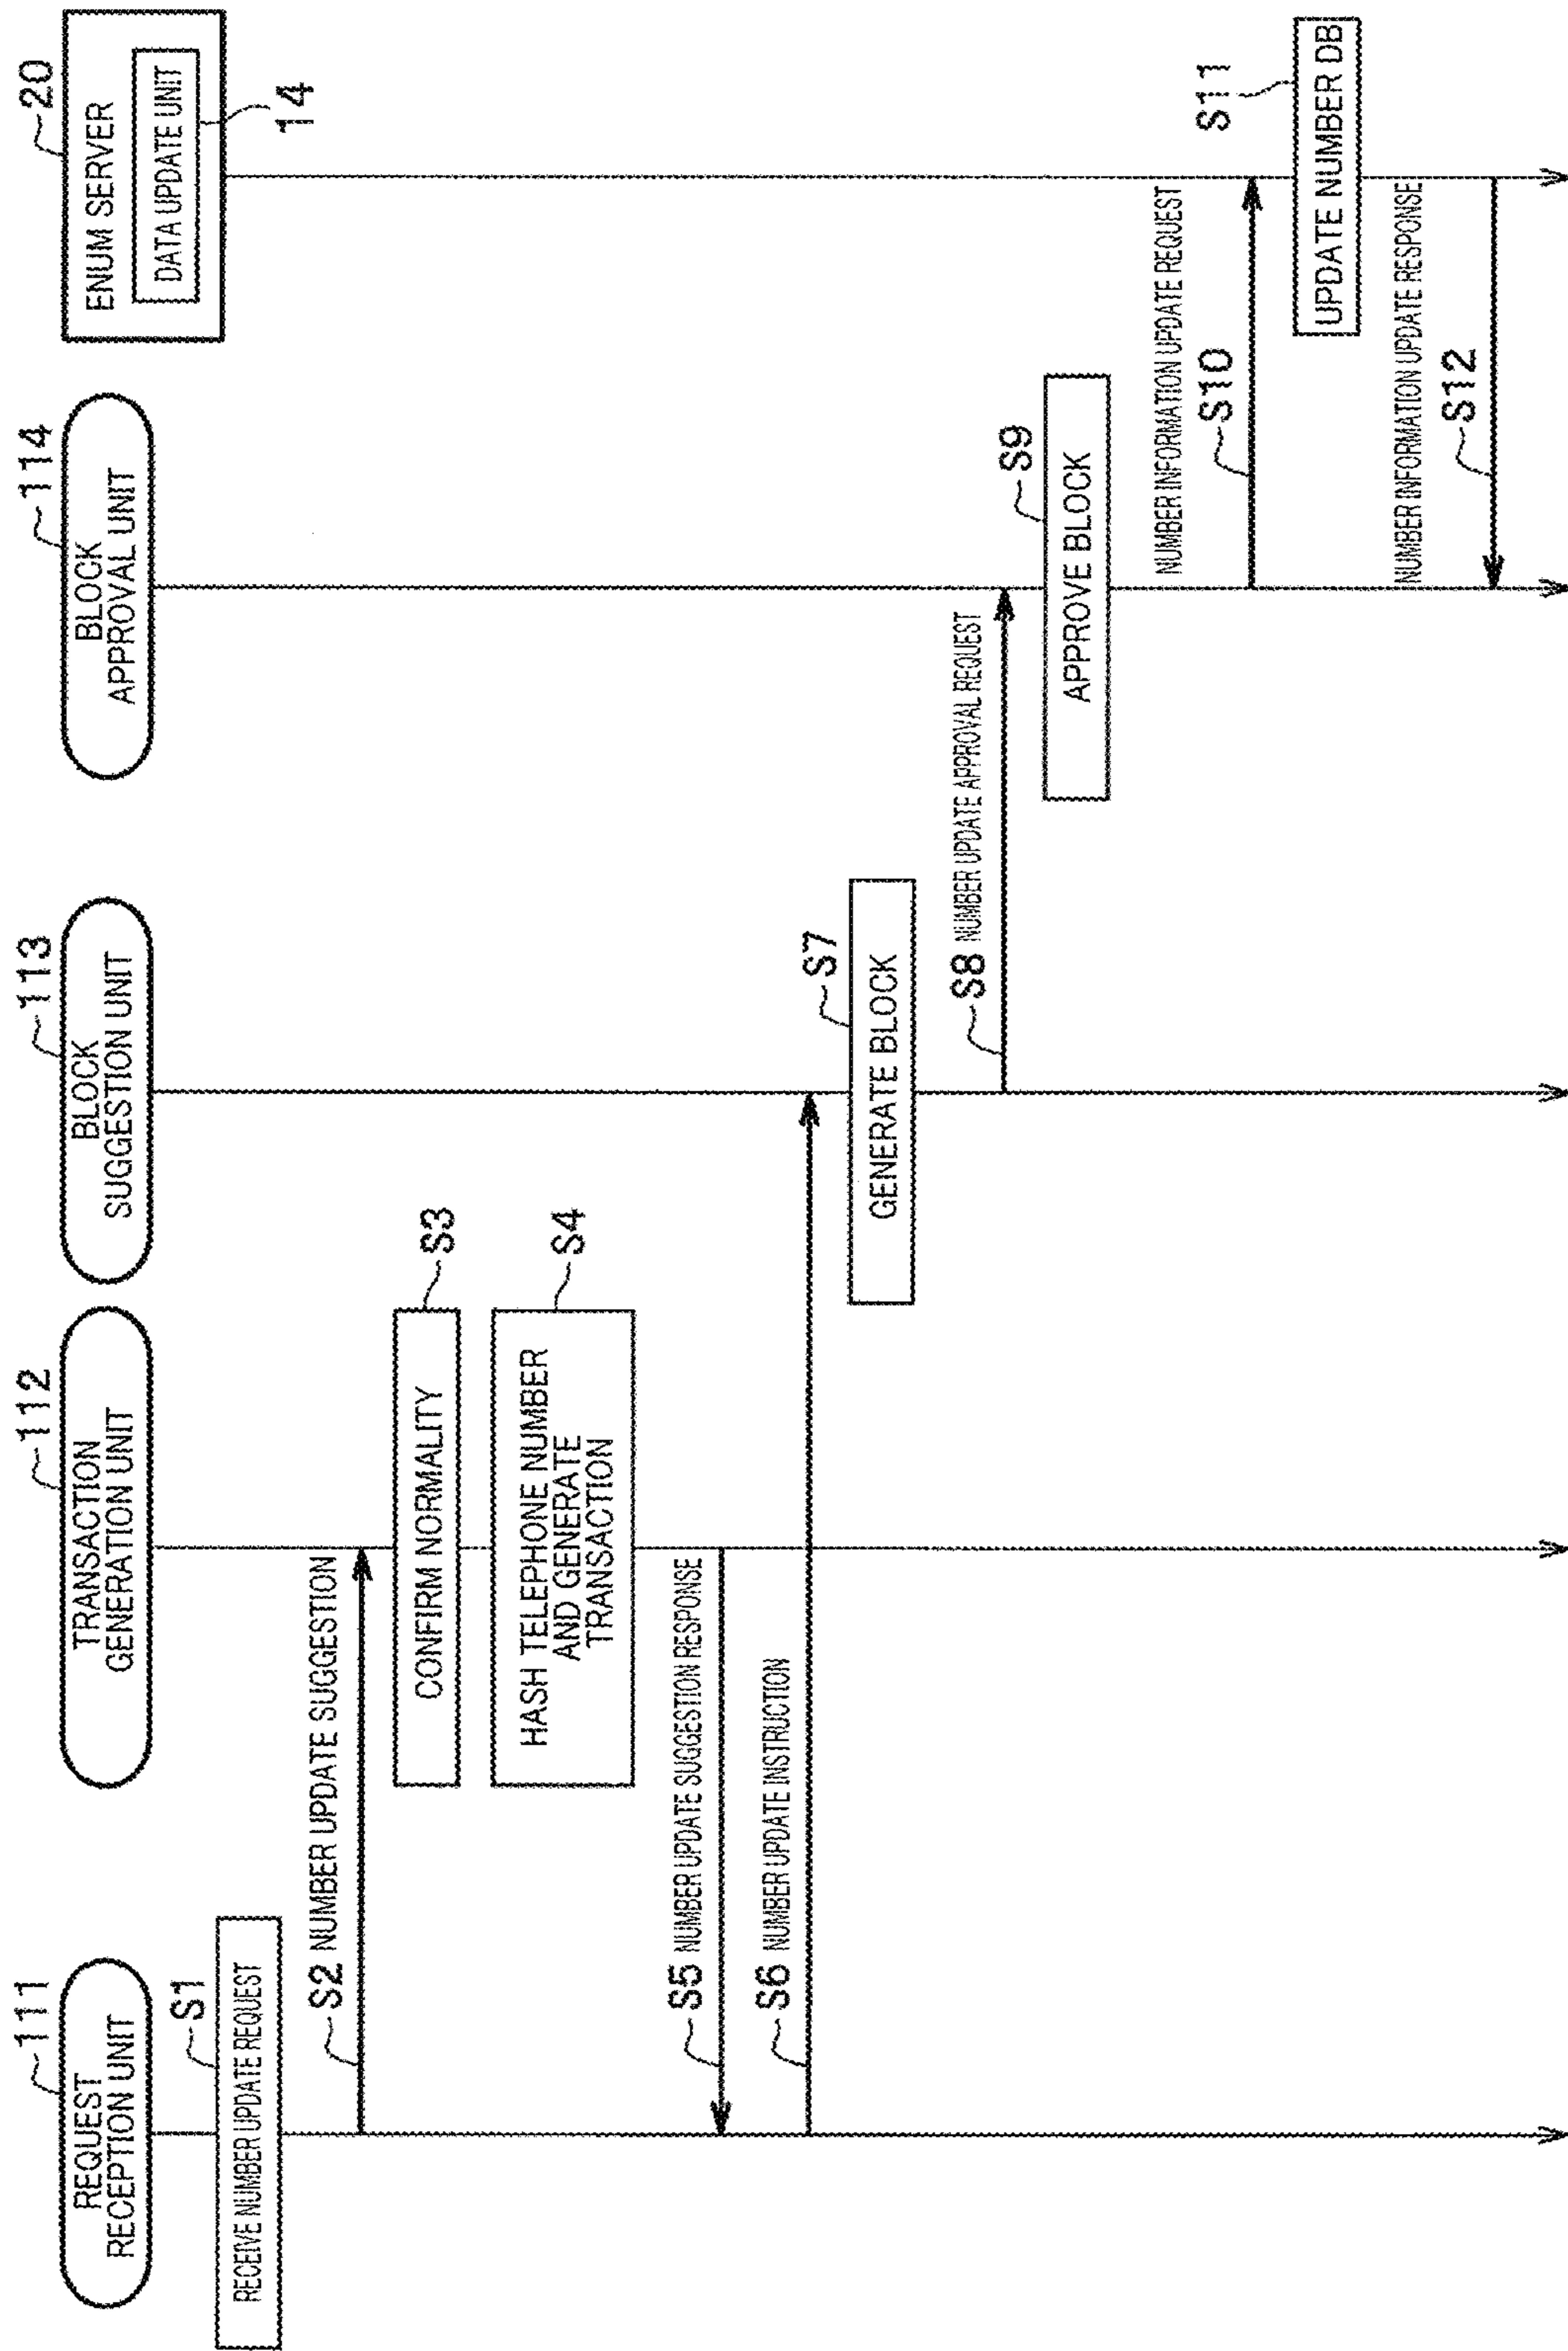 111
REQUEST
RECEPTION UNIT
112
TRANSACTION
GENERATION UNIT
113
BLOCK
SUGGESTION UNIT
114
BLOCK
APPROVAL UNIT
20
ENUM SERVER
DATA UPDATE UNIT
14
S1
RECEIVE NUMBER UPDATE REQUEST
S2 NUMBER UPDATE SUGGESTION
CONFIRM NORMALITY
S3
HASH TELEPHONE NUMBER
AND GENERATE
TRANSACTION
S4
S5 NUMBER UPDATE SUGGESTION RESPONSE
S6 NUMBER UPDATE INSTRUCTION
S7
GENERATE BLOCK
S8 NUMBER UPDATE APPROVAL REQUEST
S9
APPROVE BLOCK
NUMBER INFORMATION UPDATE REQUEST
S10
S11
UPDATE NUMBER DB
NUMBER INFORMATION UPDATE RESPONSE
S12